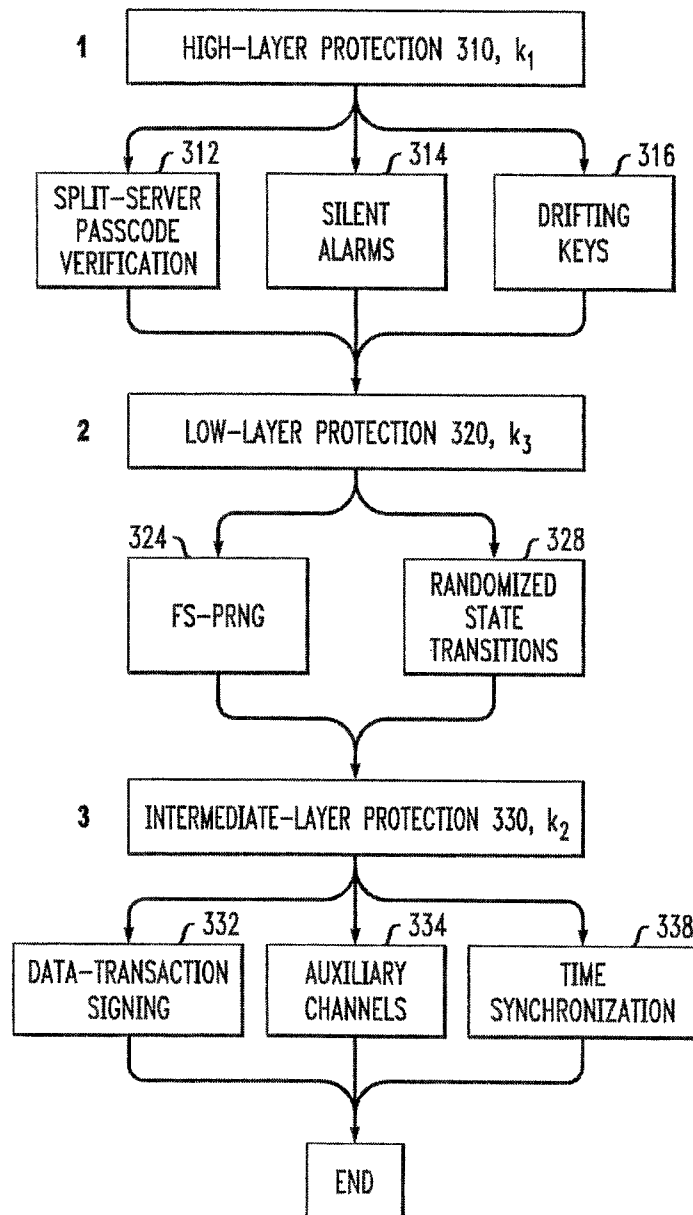 1 HIGH-LAYER PROTECTION 310, k₁
312
SPLIT-SERVER
PASSCODE
VERIFICATION
314
SILENT
ALARMS
316
DRIFTING
KEYS
2 LOW-LAYER PROTECTION 320, k₃
324
FS-PRNG
328
RANDOMIZED
STATE
TRANSITIONS
3 INTERMEDIATE-LAYER PROTECTION 330, k₂
332
DATA-TRANSACTION
SIGNING
334
AUXILIARY
CHANNELS
338
TIME
SYNCHRONIZATION
END